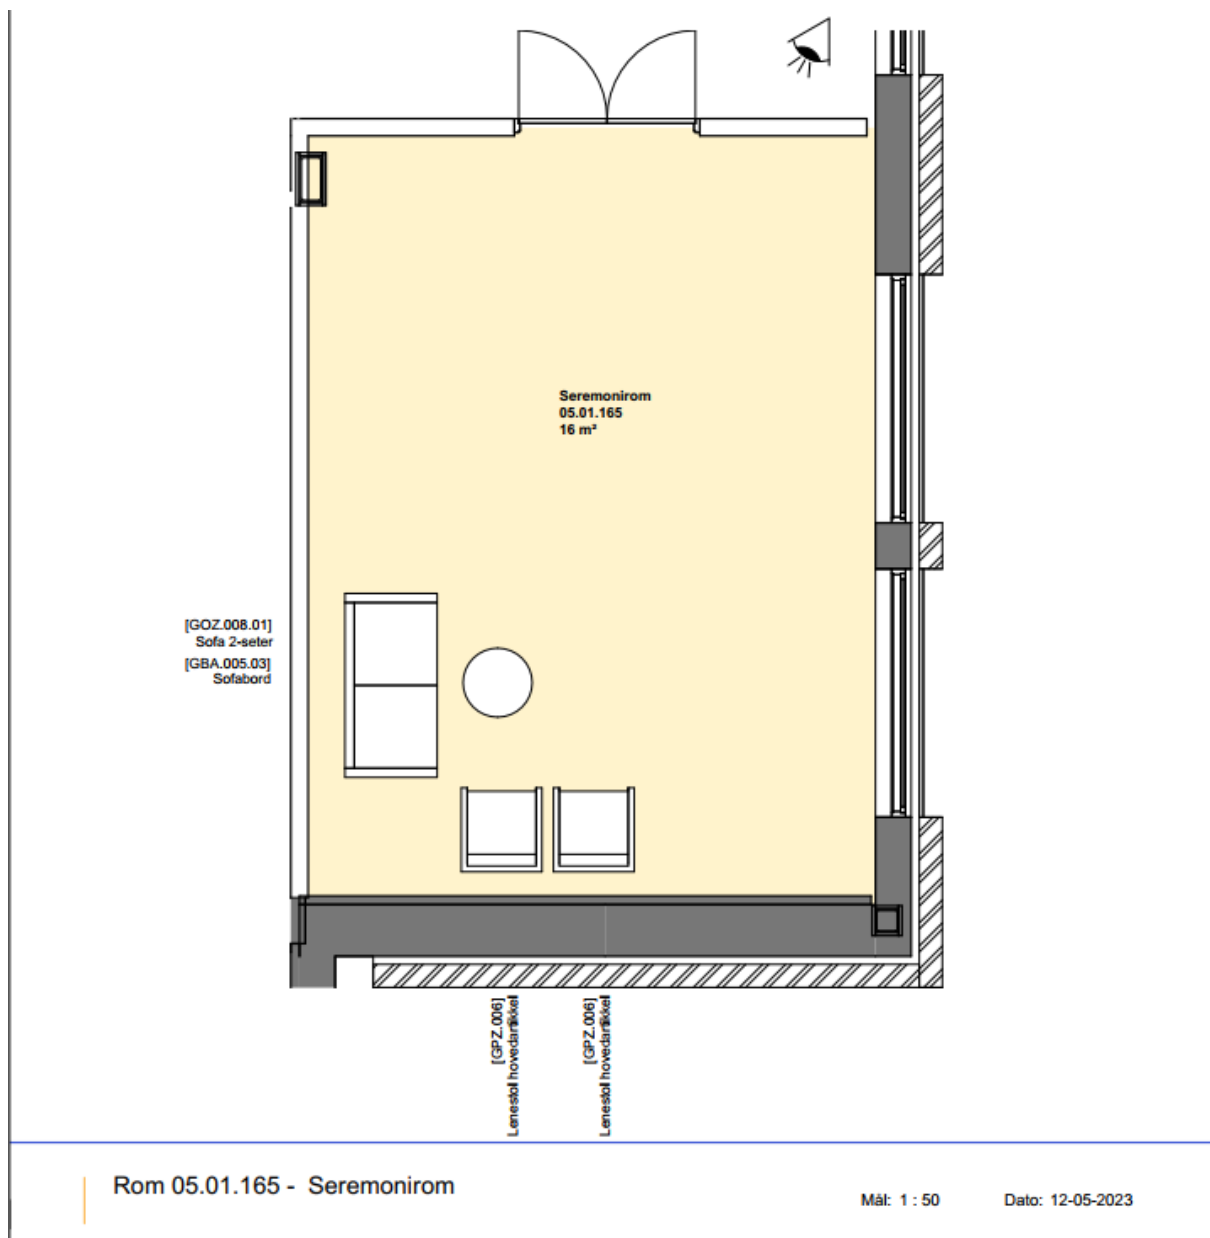 Seremonirom
05.01.165
16 m²
[GOZ.008.01]
Sofa 2-seter
[GBA.005.03]
Sofabord
[GPZ.006]
Lenestol hovedartikkel
[GPZ.006]
Lenestol hovedartikkel
Rom 05.01.165 - Seremonirom
Mål: 1 : 50
Dato: 12-05-2023